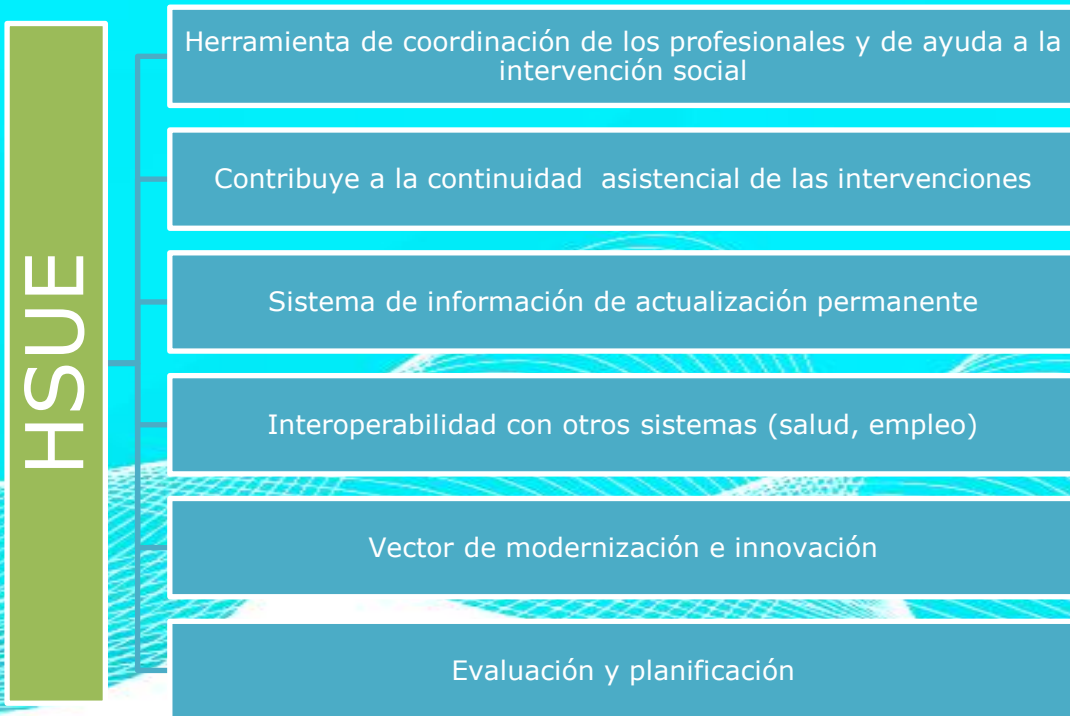 HSUE
Herramienta de coordinación de los profesionales y de ayuda a la
intervención social
Contribuye a la continuidad asistencial de las intervenciones
Sistema de información de actualización permanente
Interoperabilidad con otros sistemas (salud, empleo)
Vector de modernización e innovación
Evaluación y planificación